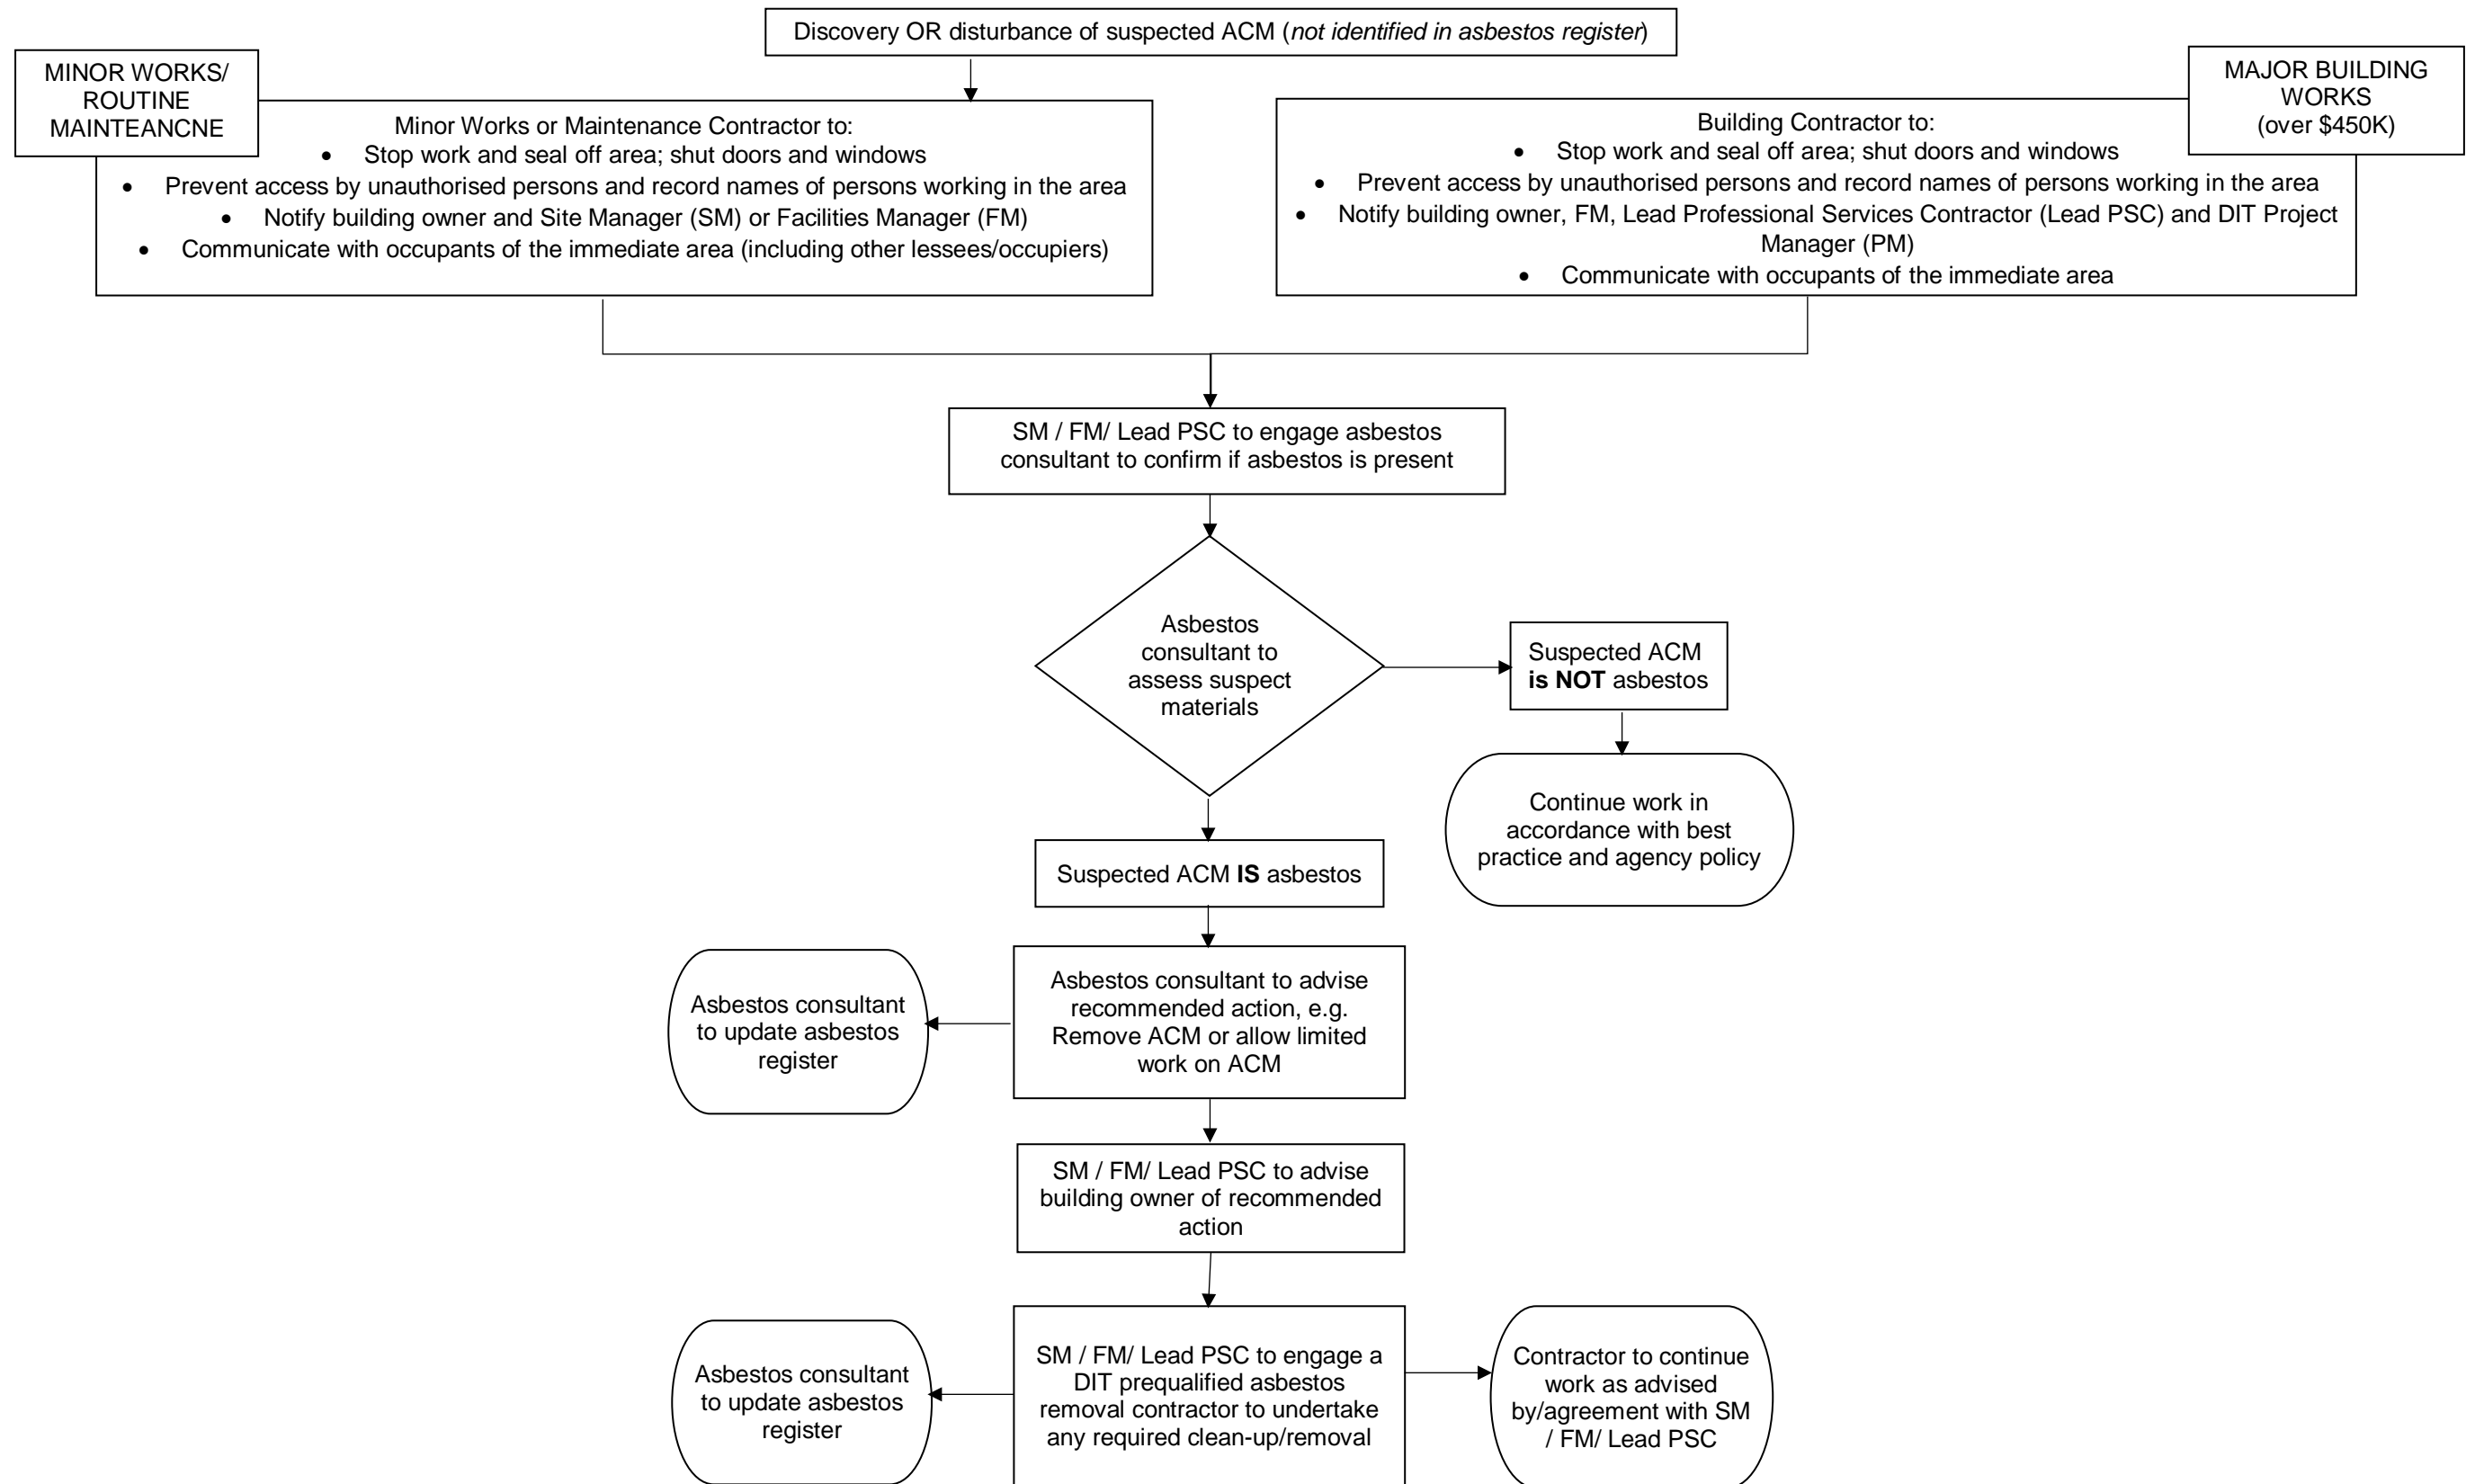 Discovery OR disturbance of suspected ACM (not identified in asbestos register)
MINOR WORKS/
ROUTINE
MAINTEANCNE
Minor Works or Maintenance Contractor to:
• Stop work and seal off area; shut doors and windows
• Prevent access by unauthorised persons and record names of persons working in the area
• Notify building owner and Site Manager (SM) or Facilities Manager (FM)
• Communicate with occupants of the immediate area (including other lessees/occupiers)
MAJOR BUILDING
WORKS
(over $450K)
Building Contractor to:
• Stop work and seal off area; shut doors and windows
• Prevent access by unauthorised persons and record names of persons working in the area
• Notify building owner, FM, Lead Professional Services Contractor (Lead PSC) and DIT Project
Manager (PM)
• Communicate with occupants of the immediate area
SM / FM/ Lead PSC to engage asbestos
consultant to confirm if asbestos is present
Asbestos
consultant to
assess suspect
materials
Suspected ACM
is NOT asbestos
Continue work in
accordance with best
practice and agency policy
Suspected ACM IS asbestos
Asbestos consultant to advise
recommended action, e.g.
Remove ACM or allow limited
work on ACM
Asbestos consultant
to update asbestos
register
SM / FM/ Lead PSC to advise
building owner of recommended
action
SM / FM/ Lead PSC to engage a
DIT prequalified asbestos
removal contractor to undertake
any required clean-up/removal
Asbestos consultant
to update asbestos
register
Contractor to continue
work as advised
by/agreement with SM
/ FM/ Lead PSC